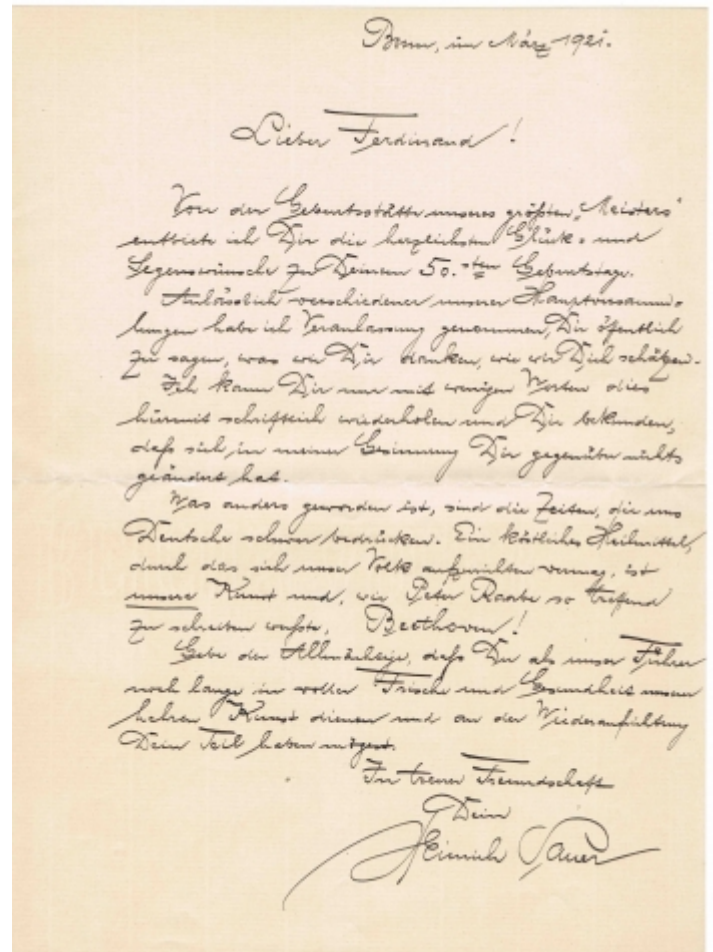 Bonn, im März 1921.
Lieber Ferdinand!
Von der Geburtsstätte unseres größten „Meisters"
entbiete ich Dir die herzlichsten Glück- und
Segenswünsche zu Deinem 50.sten Geburtstage.
Anlässlich verschiedener unserer Hauptversamm-
lungen habe ich Veranlassung genommen, Dir öffentlich
zu sagen, was wir Dir danken, wie wir Dich schätzen.
Ich kann Dir nur mit wenigen Worten dies
hiermit schriftlich wiederholen und Dir bekunden,
daß sich in meiner Gesinnung Dir gegenüber nichts
geändert hat.
Was anders geworden ist, sind die Zeiten, die uns
Deutsche schwer bedrücken. Ein köstliches Heilmittel,
durch das sich unser Volk aufzurichten vermag, ist
unsere Kunst und, wie Peter Raabe so treffend
zu schreiben wußte, Beethoven!
Gebe der Allmächtige, daß Du als unser Führer
noch lange in voller Frische und Gesundheit unserer
hehren Kunst dienen und an der Wiederaufrichtung
Dein Teil haben mögest.
In treuer Freundschaft
Dein
Heinrich Sauer